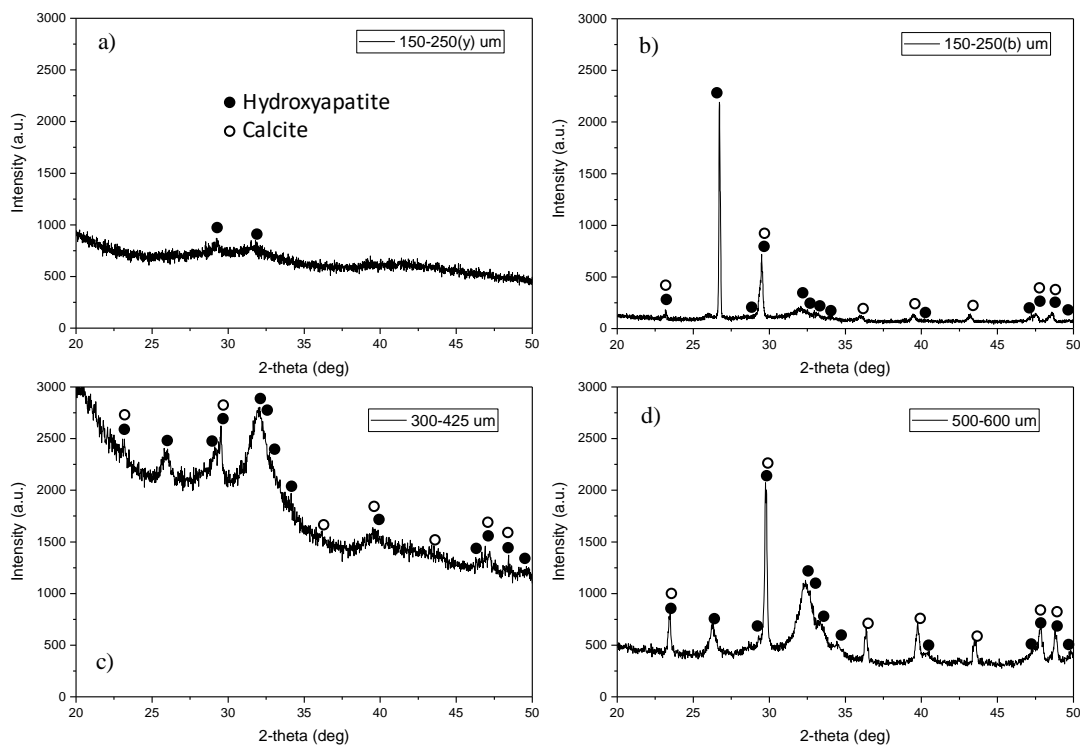 a)
150-250(y) um
Hydroxyapatite
Calcite
3000
2500
2000
1500
1000
500
0
Intensity (a.u.)
20 25 30 35 40 45 50
2-theta (deg)
b)
150-250(b) um
3000
2500
2000
1500
1000
500
0
Intensity (a.u.)
20 25 30 35 40 45 50
2-theta (deg)
c)
300-425 um
3000
2500
2000
1500
1000
500
0
Intensity (a.u.)
20 25 30 35 40 45 50
2-theta (deg)
d)
500-600 um
3000
2500
2000
1500
1000
500
0
Intensity (a.u.)
20 25 30 35 40 45 50
2-theta (deg)